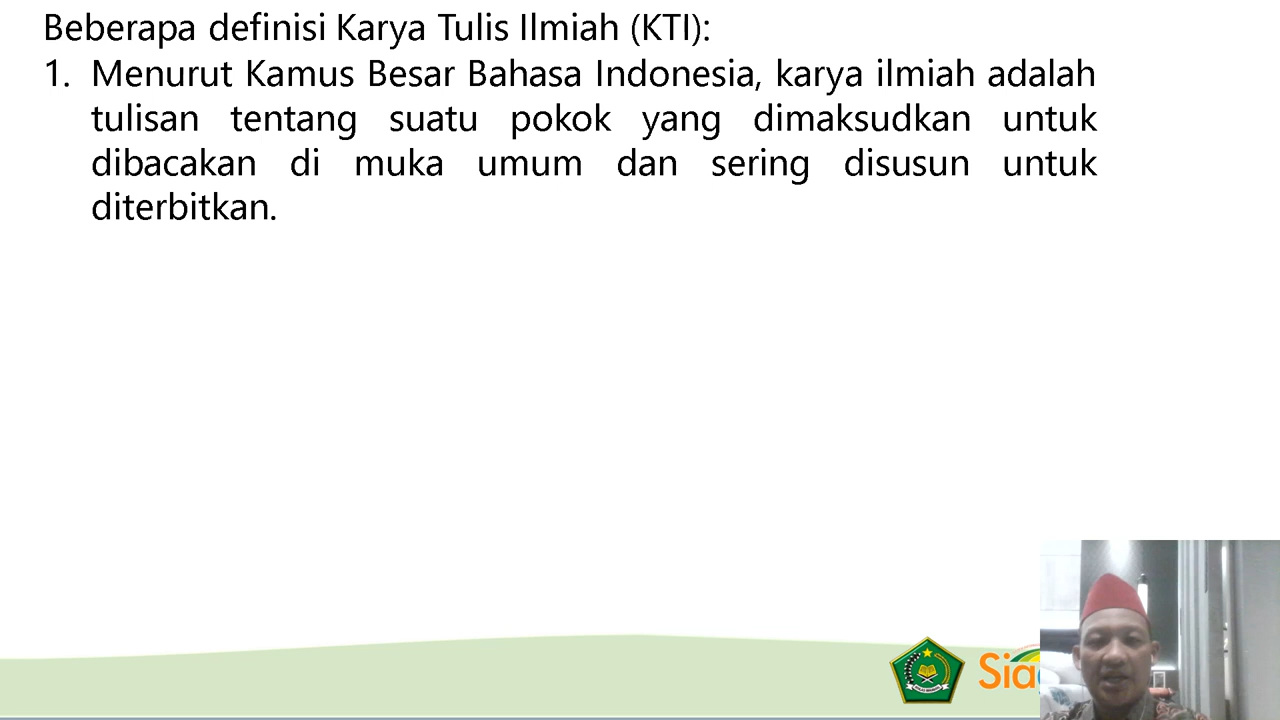 Beberapa definisi Karya Tulis Ilmiah (KTI):
1. Menurut Kamus Besar Bahasa Indonesia, karya ilmiah adalah
tulisan tentang suatu pokok yang dimaksudkan untuk
dibacakan di muka umum dan sering disusun untuk
diterbitkan.